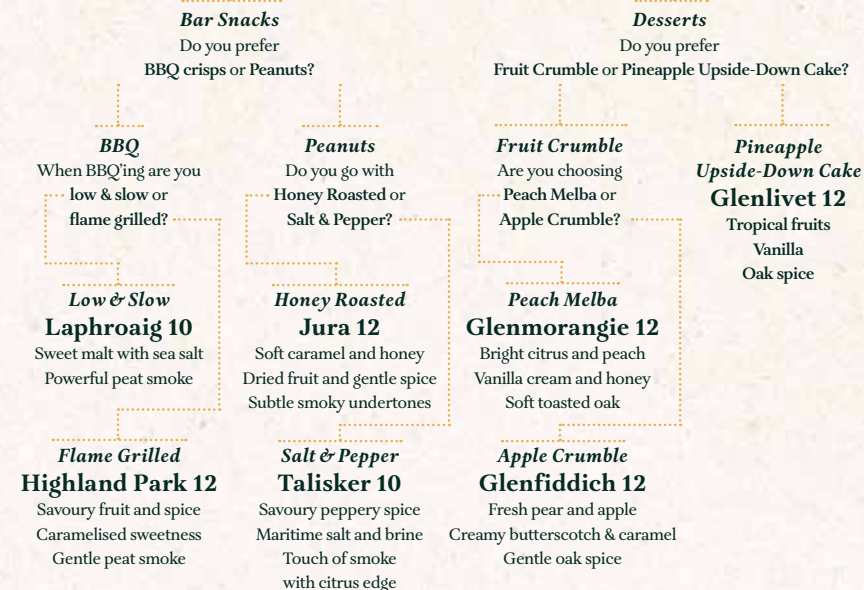 Bar Snacks
Do you prefer
BBQ crisps or Peanuts?
Desserts
Do you prefer
Fruit Crumble or Pineapple Upside-Down Cake?
BBQ
When BBQ'ing are you
low & slow or
flame grilled?
Peanuts
Do you go with
Honey Roasted or
Salt & Pepper?
Fruit Crumble
Are you choosing
Peach Melba or
Apple Crumble?
Pineapple
Upside-Down Cake
Glenlivet 12
Tropical fruits
Vanilla
Oak spice
Low & Slow
Laphroaig 10
Sweet malt with sea salt
Powerful peat smoke
Honey Roasted
Jura 12
Soft caramel and honey
Dried fruit and gentle spice
Subtle smoky undertones
Peach Melba
Glenmorangie 12
Bright citrus and peach
Vanilla cream and honey
Soft toasted oak
Flame Grilled
Highland Park 12
Savoury fruit and spice
Caramelised sweetness
Gentle peat smoke
Salt & Pepper
Talisker 10
Savoury peppery spice
Maritime salt and brine
Touch of smoke
with citrus edge
Apple Crumble
Glenfiddich 12
Fresh pear and apple
Creamy butterscotch & caramel
Gentle oak spice